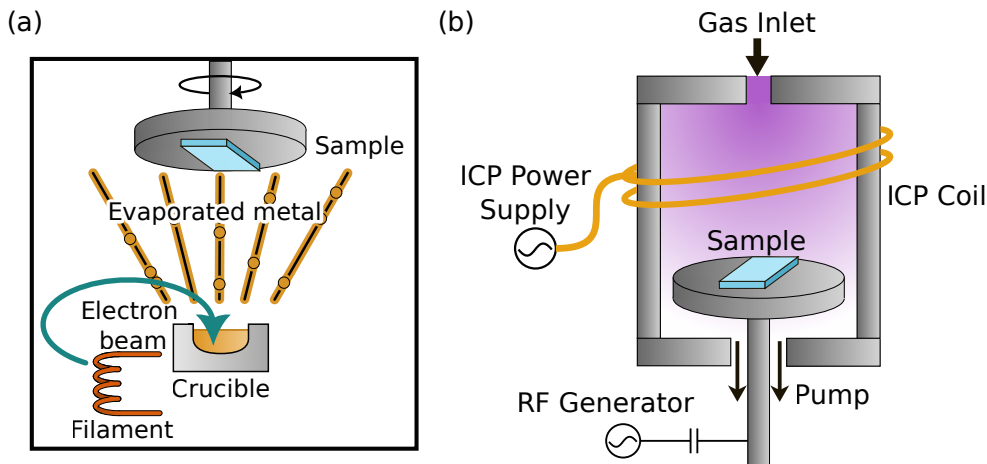 (a)
Sample
Evaporated metal
Electron
beam
Crucible
Filament
(b)
Gas Inlet
ICP Power
Supply
ICP Coil
Sample
Pump
RF Generator